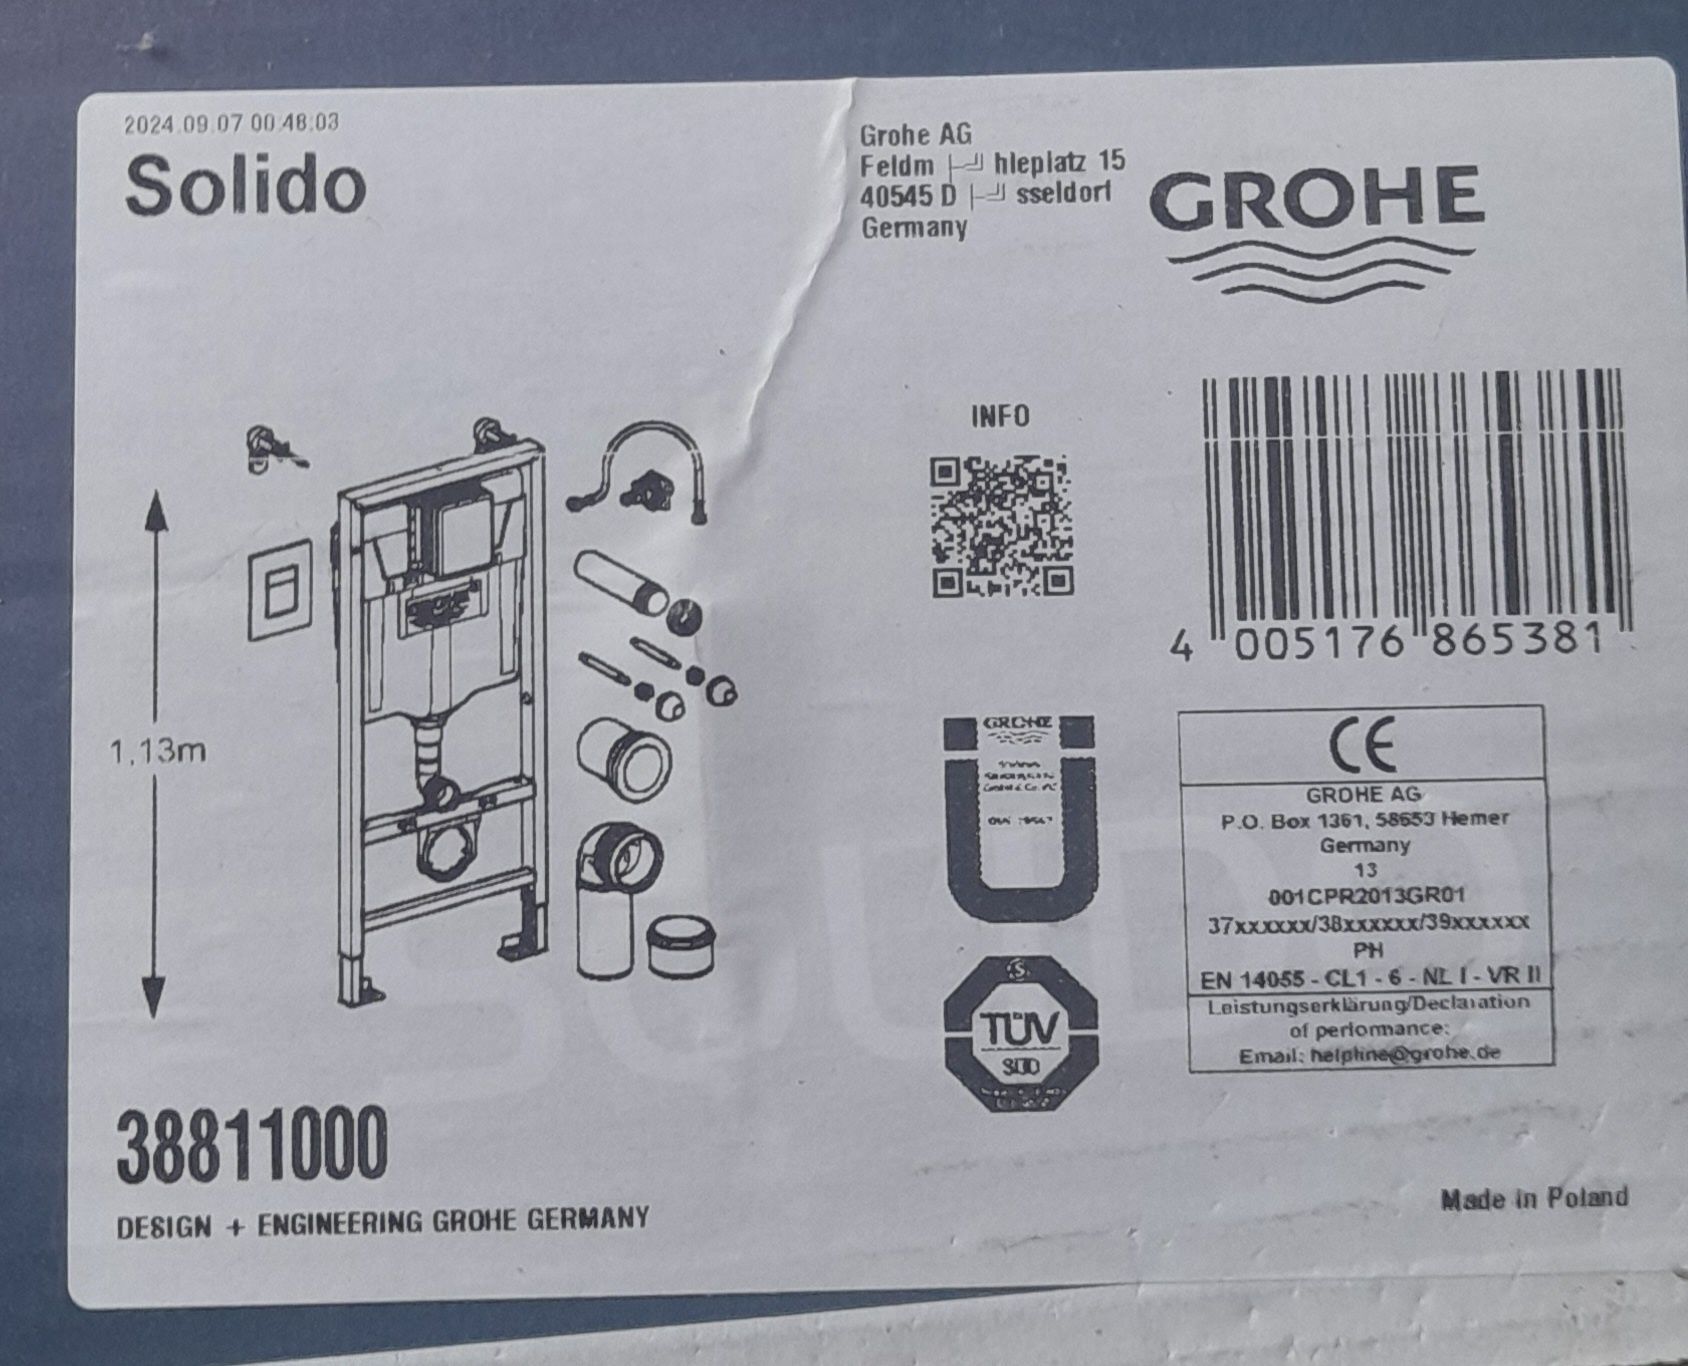 2024.09.07 00:48:03
Solido
Grohe AG
Feldm ├╝ hleplatz 15
40545 D ├╝ sseldorf
Germany
GROHE
INFO
4 005176 865381
1,13m
GROHE
CE
GROHE AG
P.O. Box 1361, 58653 Hemer
Germany
13
001CPR2013GR01
37xxxxxx/38xxxxxx/39xxxxxx
PH
EN 14055 - CL1 - 6 - NL I - VR II
Leistungserklärung/Declaration
of performance:
Email: helpline@grohe.de
TÜV
SÜD
38811000
DESIGN + ENGINEERING GROHE GERMANY
Made in Poland